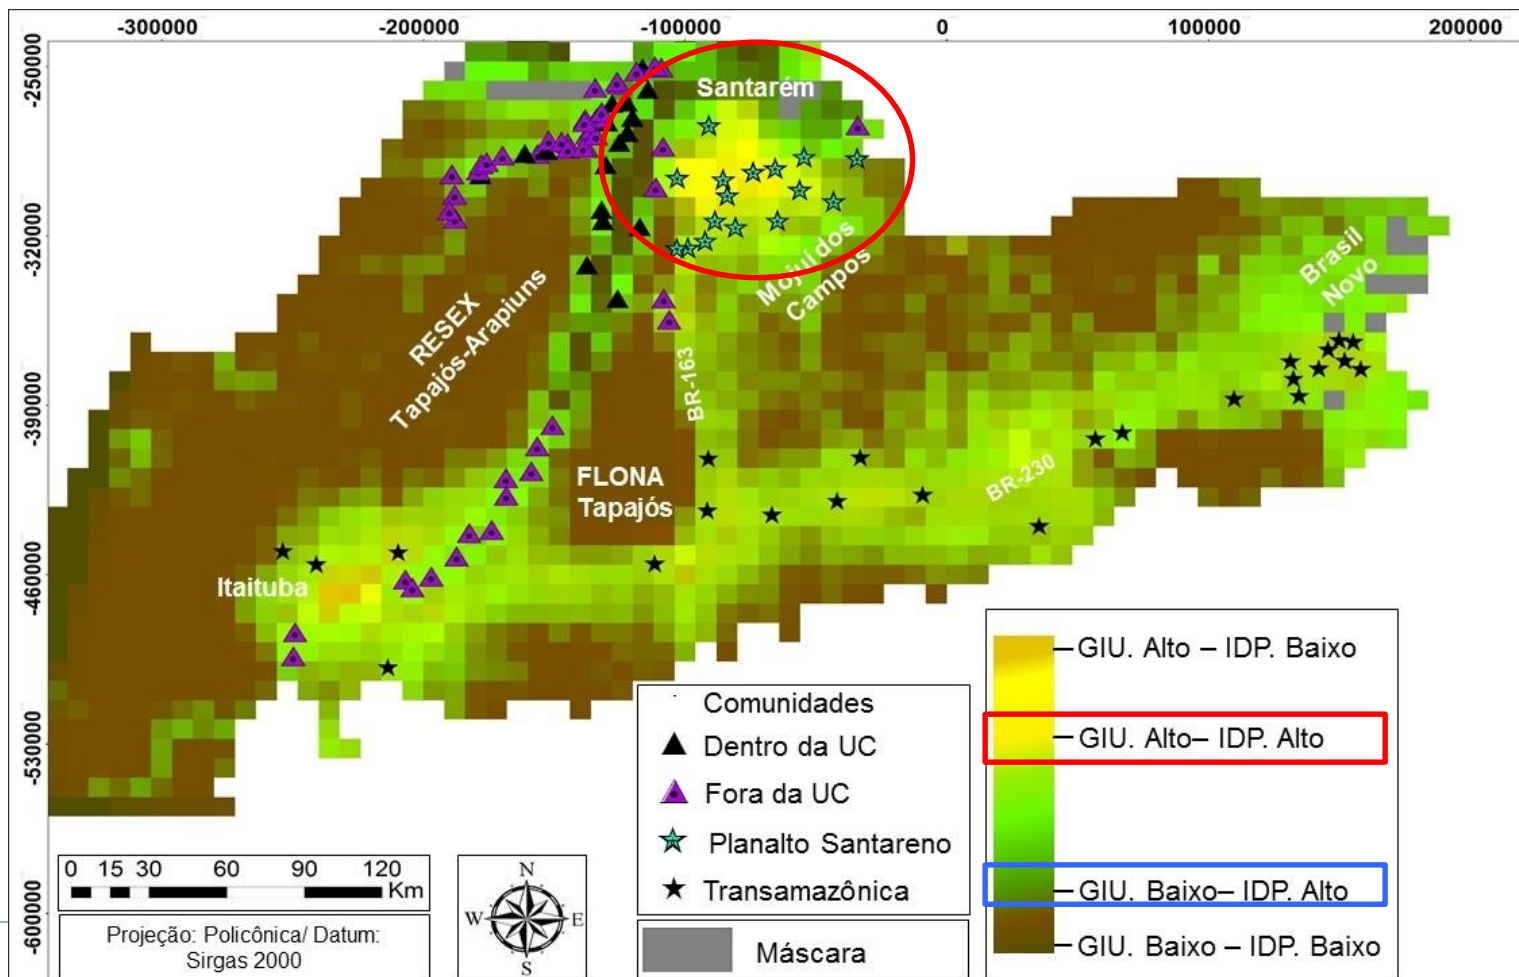 -300000 -200000 -100000 0 100000 200000
-250000
-320000
-390000
-460000
-530000
-600000
Santarém
Mojuí dos
Campos
Brasil
Novo
RESEX
Tapajós-Arapiuns
BR-163
FLONA
Tapajós
BR-230
Itaituba
0 15 30 60 90 120
Km
Projeção: Policônica/ Datum:
Sirgas 2000
N
W E
S
Comunidades
Dentro da UC
Fora da UC
Planalto Santareno
Transamazônica
Máscara
GIU. Alto – IDP. Baixo
GIU. Alto– IDP. Alto
GIU. Baixo– IDP. Alto
GIU. Baixo – IDP. Baixo